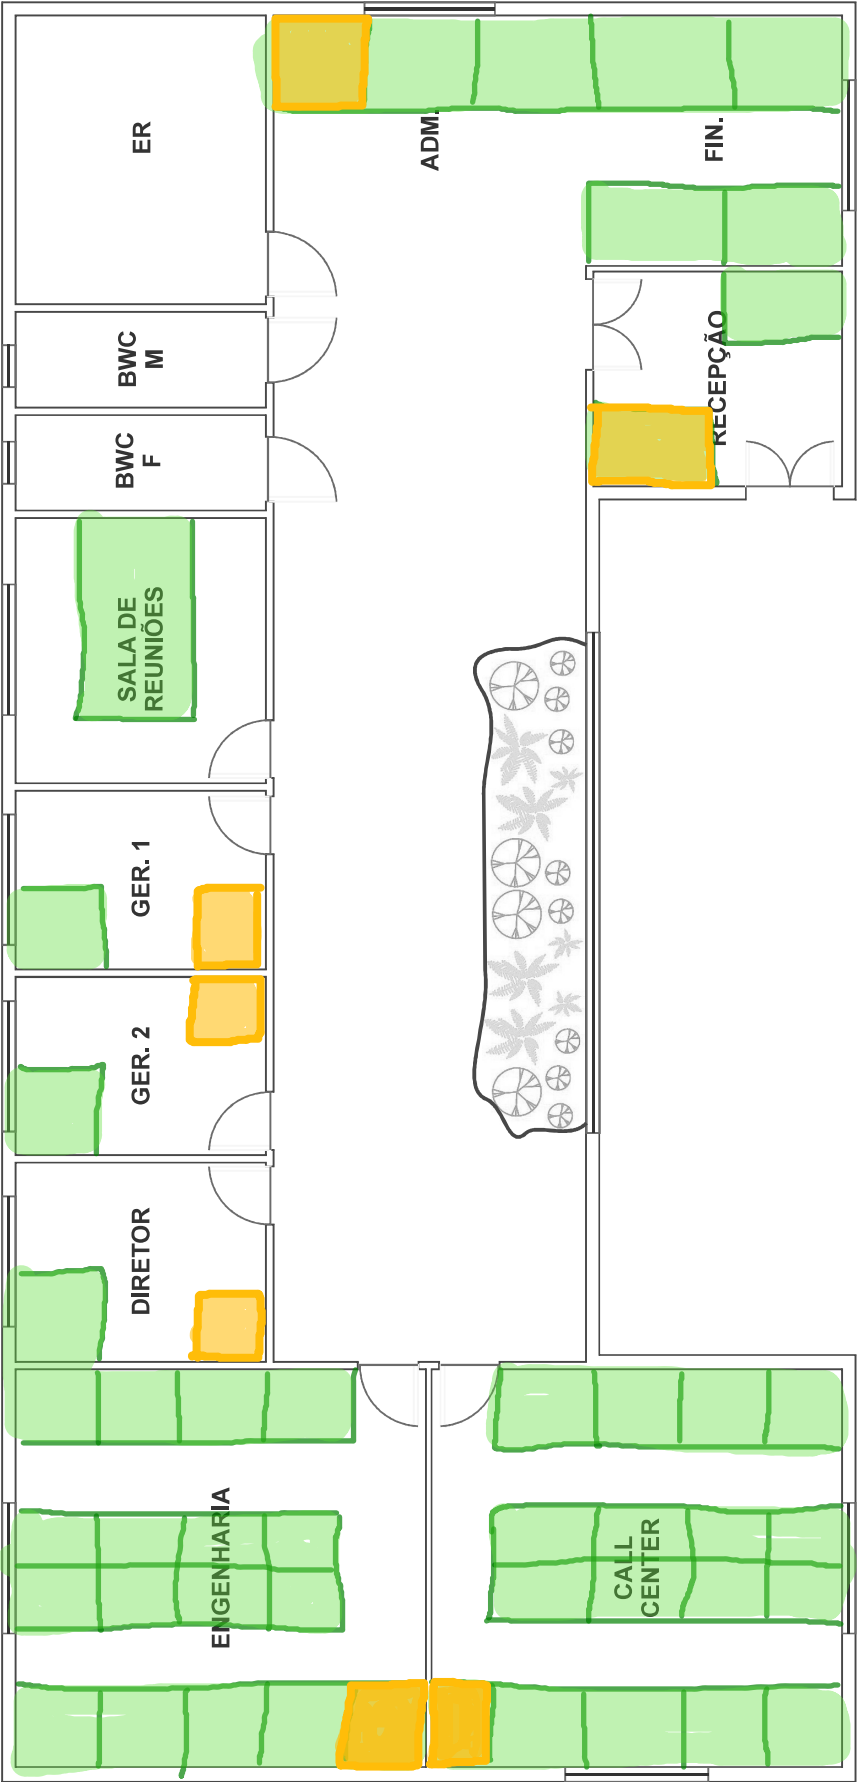 ER
ADM.
FIN.
BWC
M
BWC
F
RECEPÇÃO
SALA DE
REUNIÕES
GER. 1
GER. 2
DIRETOR
ENGENHARIA
CALL
CENTER